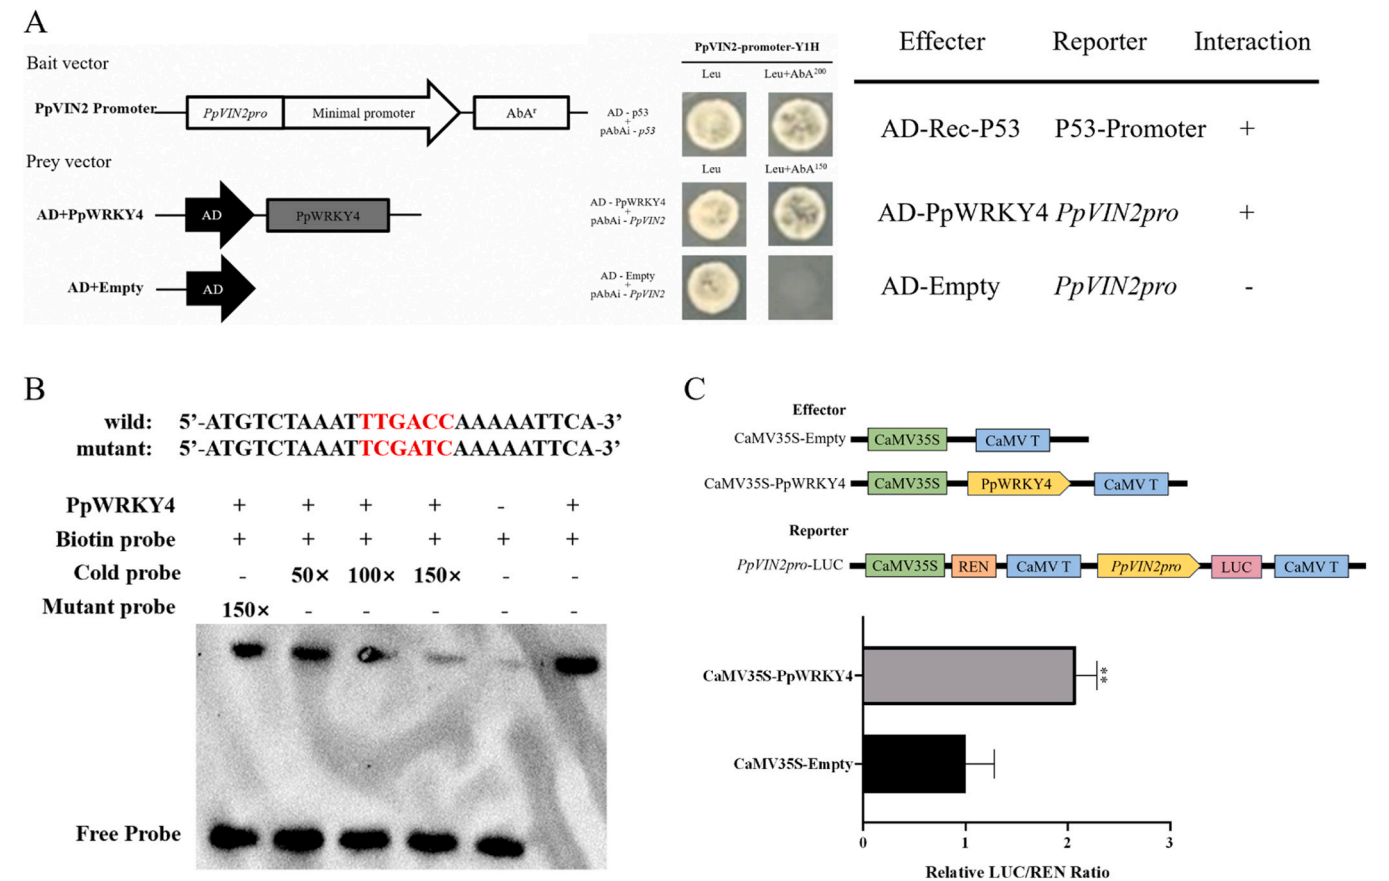 A
Bait vector
PpVIN2 Promoter
PpVIN2pro
Minimal promoter
AbAr
Prey vector
AD+PpWRKY4
AD
PpWRKY4
AD+Empty
AD
PpVIN2-promoter-Y1H
Leu
Leu+AbA200
AD - p53
+
pAbAi - p53
Leu
Leu+AbA150
AD - PpWRKY4
+
pAbAi - PpVIN2
AD - Empty
+
pAbAi - PpVIN2
Effecter Reporter Interaction
AD-Rec-P53 P53-Promoter +
AD-PpWRKY4 PpVIN2pro +
AD-Empty PpVIN2pro -
B
wild: 5’-ATGTCTAAATTTGACCAAAAATTCA-3’
mutant: 5’-ATGTCTAAATTCGATCAAAAATTCA-3’
PpWRKY4 + + + + - +
Biotin probe + + + + + +
Cold probe - 50× 100× 150× - -
Mutant probe 150× - - - - -
Free Probe
C
Effector
CaMV35S-Empty CaMV35S CaMV T
CaMV35S-PpWRKY4 CaMV35S PpWRKY4 CaMV T
Reporter
PpVIN2pro-LUC CaMV35S REN CaMV T PpVIN2pro LUC CaMV T
CaMV35S-PpWRKY4
**
CaMV35S-Empty
0 1 2 3
Relative LUC/REN Ratio